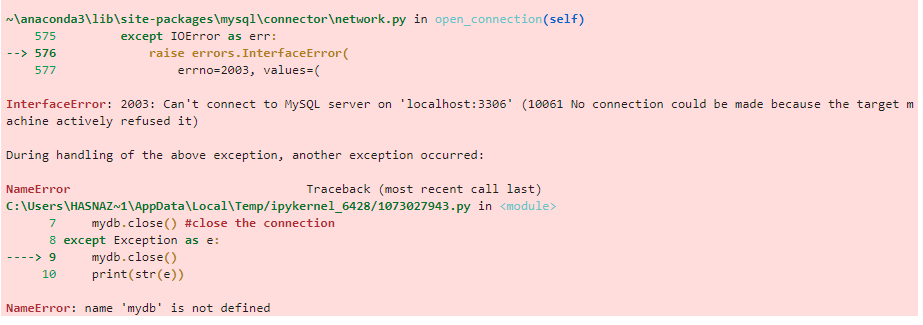 ~\anaconda3\lib\site-packages\mysql\connector\network.py in open_connection(self)
575 except IOError as err:
--> 576 raise errors.InterfaceError(
577 errno=2003, values=(
InterfaceError: 2003: Can't connect to MySQL server on 'localhost:3306' (10061 No connection could be made because the target m
achine actively refused it)
During handling of the above exception, another exception occurred:
NameError Traceback (most recent call last)
C:\Users\HASNAZ~1\AppData\Local\Temp/ipykernel_6428/1073027943.py in <module>
7 mydb.close() #close the connection
8 except Exception as e:
----> 9 mydb.close()
10 print(str(e))
NameError: name 'mydb' is not defined